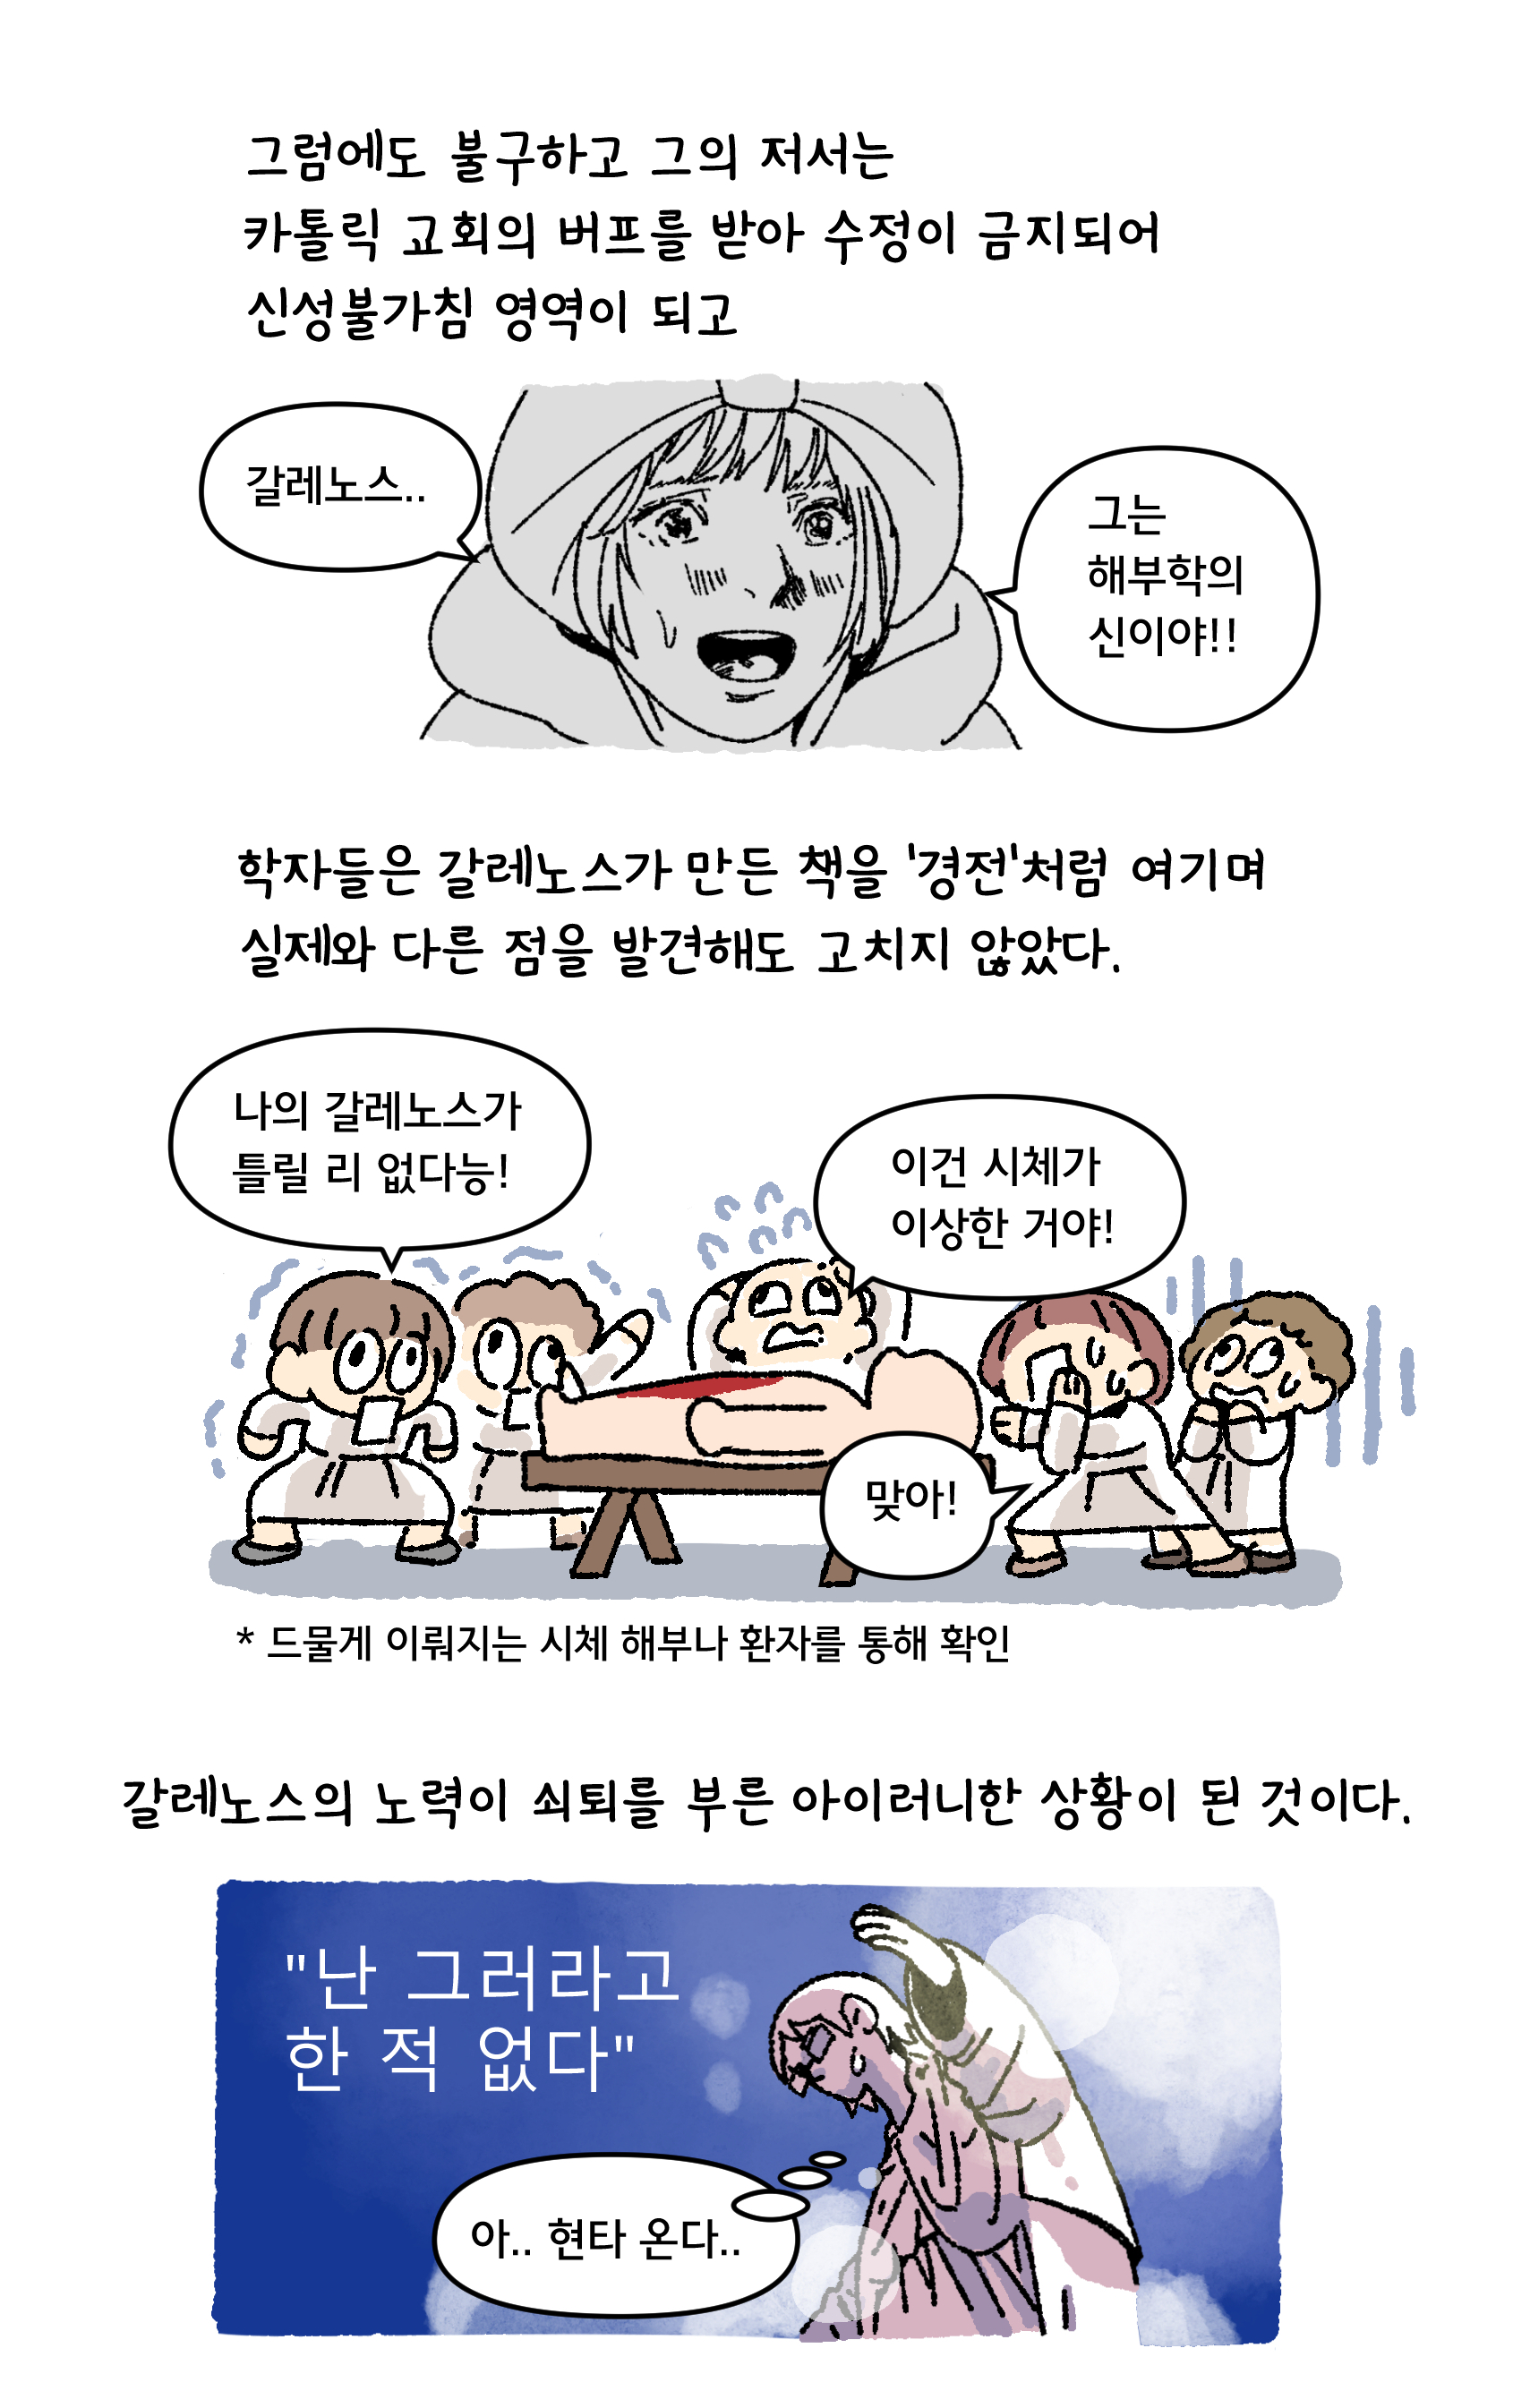 그럼에도 불구하고 그의 저서는
카톨릭 교회의 버프를 받아 수정이 금지되어
신성불가침 영역이 되고
갈레노스..
그는
해부학의
신이야!!
학자들은 갈레노스가 만든 책을 '경전'처럼 여기며
실제와 다른 점을 발견해도 고치지 않았다.
나의 갈레노스가
틀릴 리 없다능!
이건 시체가
이상한 거야!
맞아!
* 드물게 이뤄지는 시체 해부나 환자를 통해 확인
갈레노스의 노력이 쇠퇴를 부른 아이러니한 상황이 된 것이다.
"난 그러라고
한 적 없다"
아.. 현타 온다..